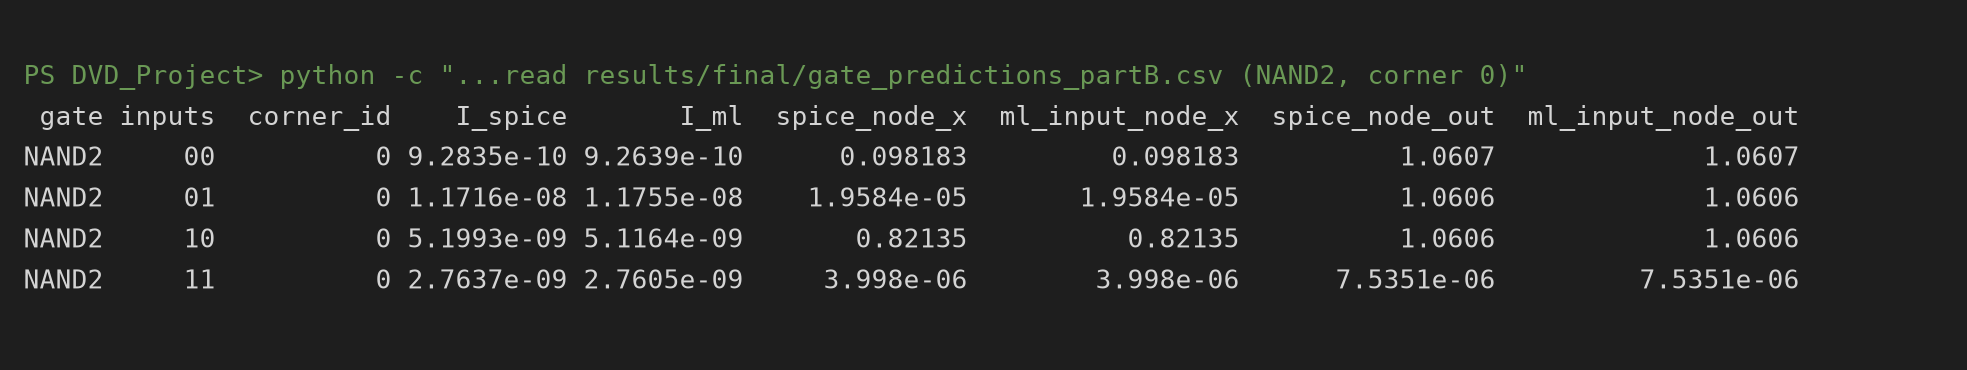 PS DVD_Project> python -c "...read results/final/gate_predictions_partB.csv (NAND2, corner 0)"
gate inputs corner_id I_spice I_ml spice_node_x ml_input_node_x spice_node_out ml_input_node_out
NAND2 00 0 9.2835e-10 9.2639e-10 0.098183 0.098183 1.0607 1.0607
NAND2 01 0 1.1716e-08 1.1755e-08 1.9584e-05 1.9584e-05 1.0606 1.0606
NAND2 10 0 5.1993e-09 5.1164e-09 0.82135 0.82135 1.0606 1.0606
NAND2 11 0 2.7637e-09 2.7605e-09 3.998e-06 3.998e-06 7.5351e-06 7.5351e-06